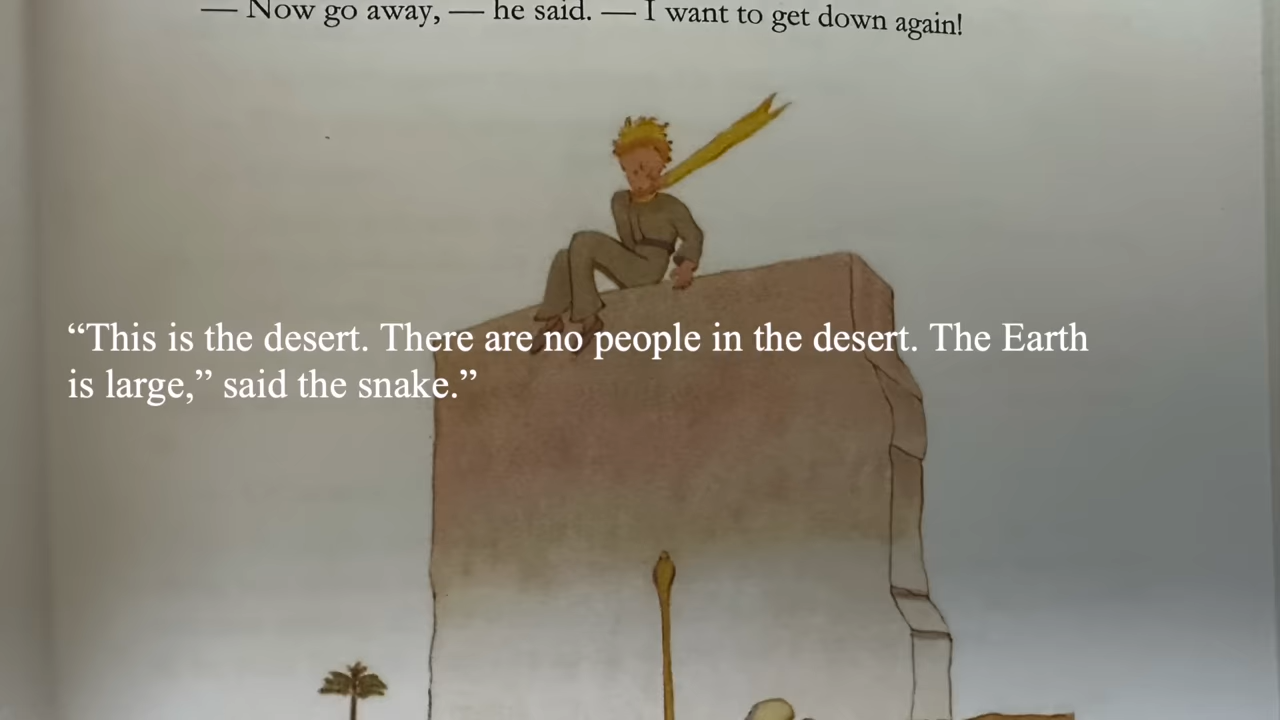 — Now go away, — he said. — I want to get down again!
“This is the desert. There are no people in the desert. The Earth
is large,” said the snake.”